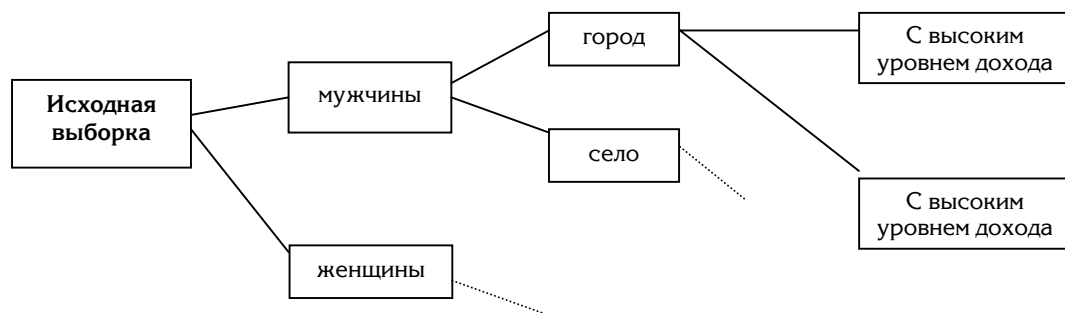 Исходная
выборка
мужчины
женщины
город
село
С высоким
уровнем дохода
С высоким
уровнем дохода